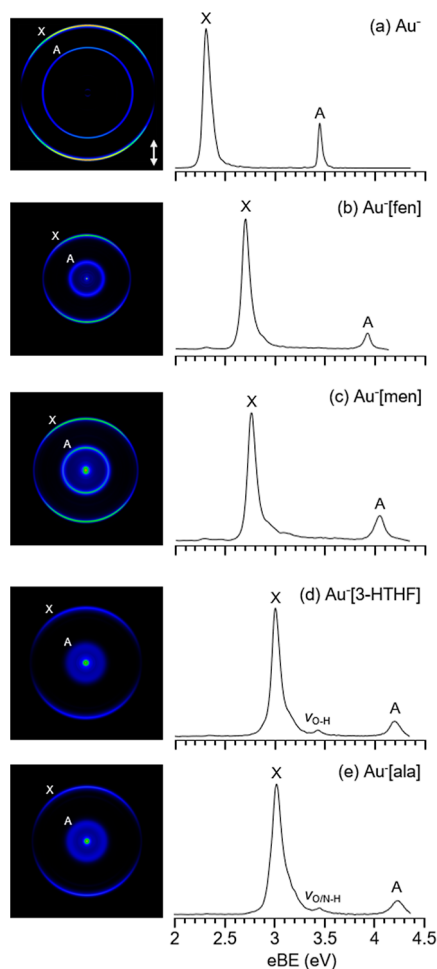 X
A
(a) Au⁻
X
A
X
A
(b) Au⁻[fen]
X
A
X
A
(c) Au⁻[men]
X
A
X
A
(d) Au⁻[3-HTHF]
X
νO-H
A
X
A
(e) Au⁻[ala]
X
νO/N-H
A
2 2.5 3 3.5 4 4.5
eBE (eV)